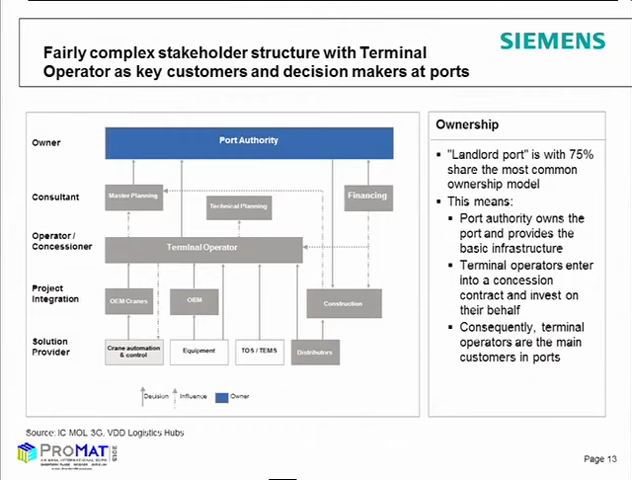 Fairly complex stakeholder structure with Terminal
Operator as key customers and decision makers at ports
SIEMENS
Owner
Port Authority
Consultant
Master Planning
Technical Planning
Financing
Operator /
Concessioner
Terminal Operator
Project
Integration
OEM Cranes
OEM
Construction
Solution
Provider
Crane automation
& control
Equipment
TOS / TEMS
Distributors
Decision
Influence
Owner
Ownership
"Landlord port" is with 75%
share the most common
ownership model
This means:
Port authority owns the
port and provides the
basic infrastructure
Terminal operators enter
into a concession
contract and invest on
their behalf
Consequently, terminal
operators are the main
customers in ports
Source: IC MOL 3G, VDD Logistics Hubs
PROMAT
2013
Page 13